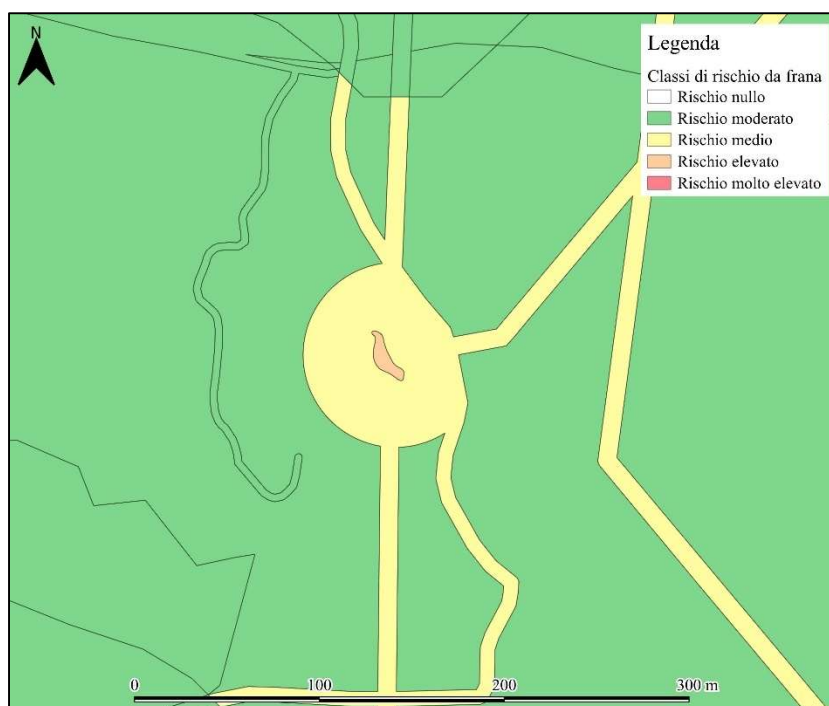 N
Legenda
Classi di rischio da frana
Rischio nullo
Rischio moderato
Rischio medio
Rischio elevato
Rischio molto elevato
0 100 200 300 m